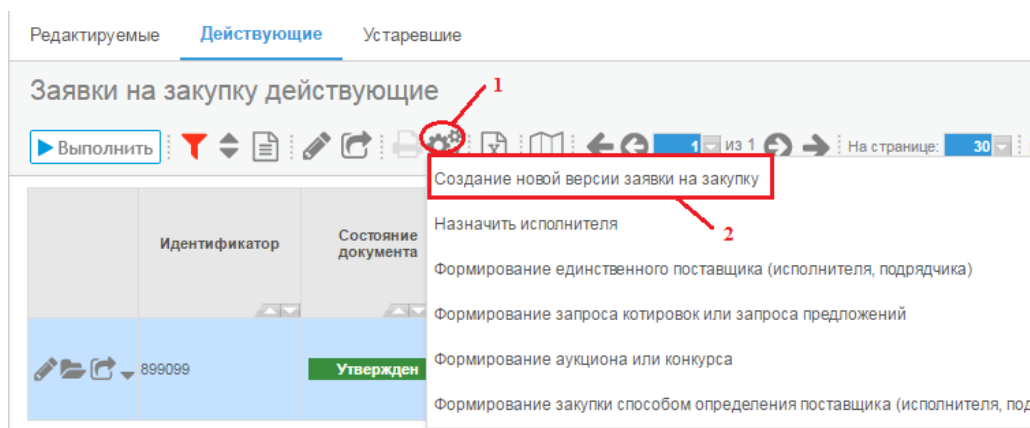 Редактируемые Действующие Устаревшие
Заявки на закупку действующие
1
Выполнить 1 из 1 На странице: 30
Создание новой версии заявки на закупку
2
Назначить исполнителя
Идентификатор
Состояние
документа
Формирование единственного поставщика (исполнителя, подрядчика)
Формирование запроса котировок или запроса предложений
899099 Утвержден
Формирование аукциона или конкурса
Формирование закупки способом определения поставщика (исполнителя, под